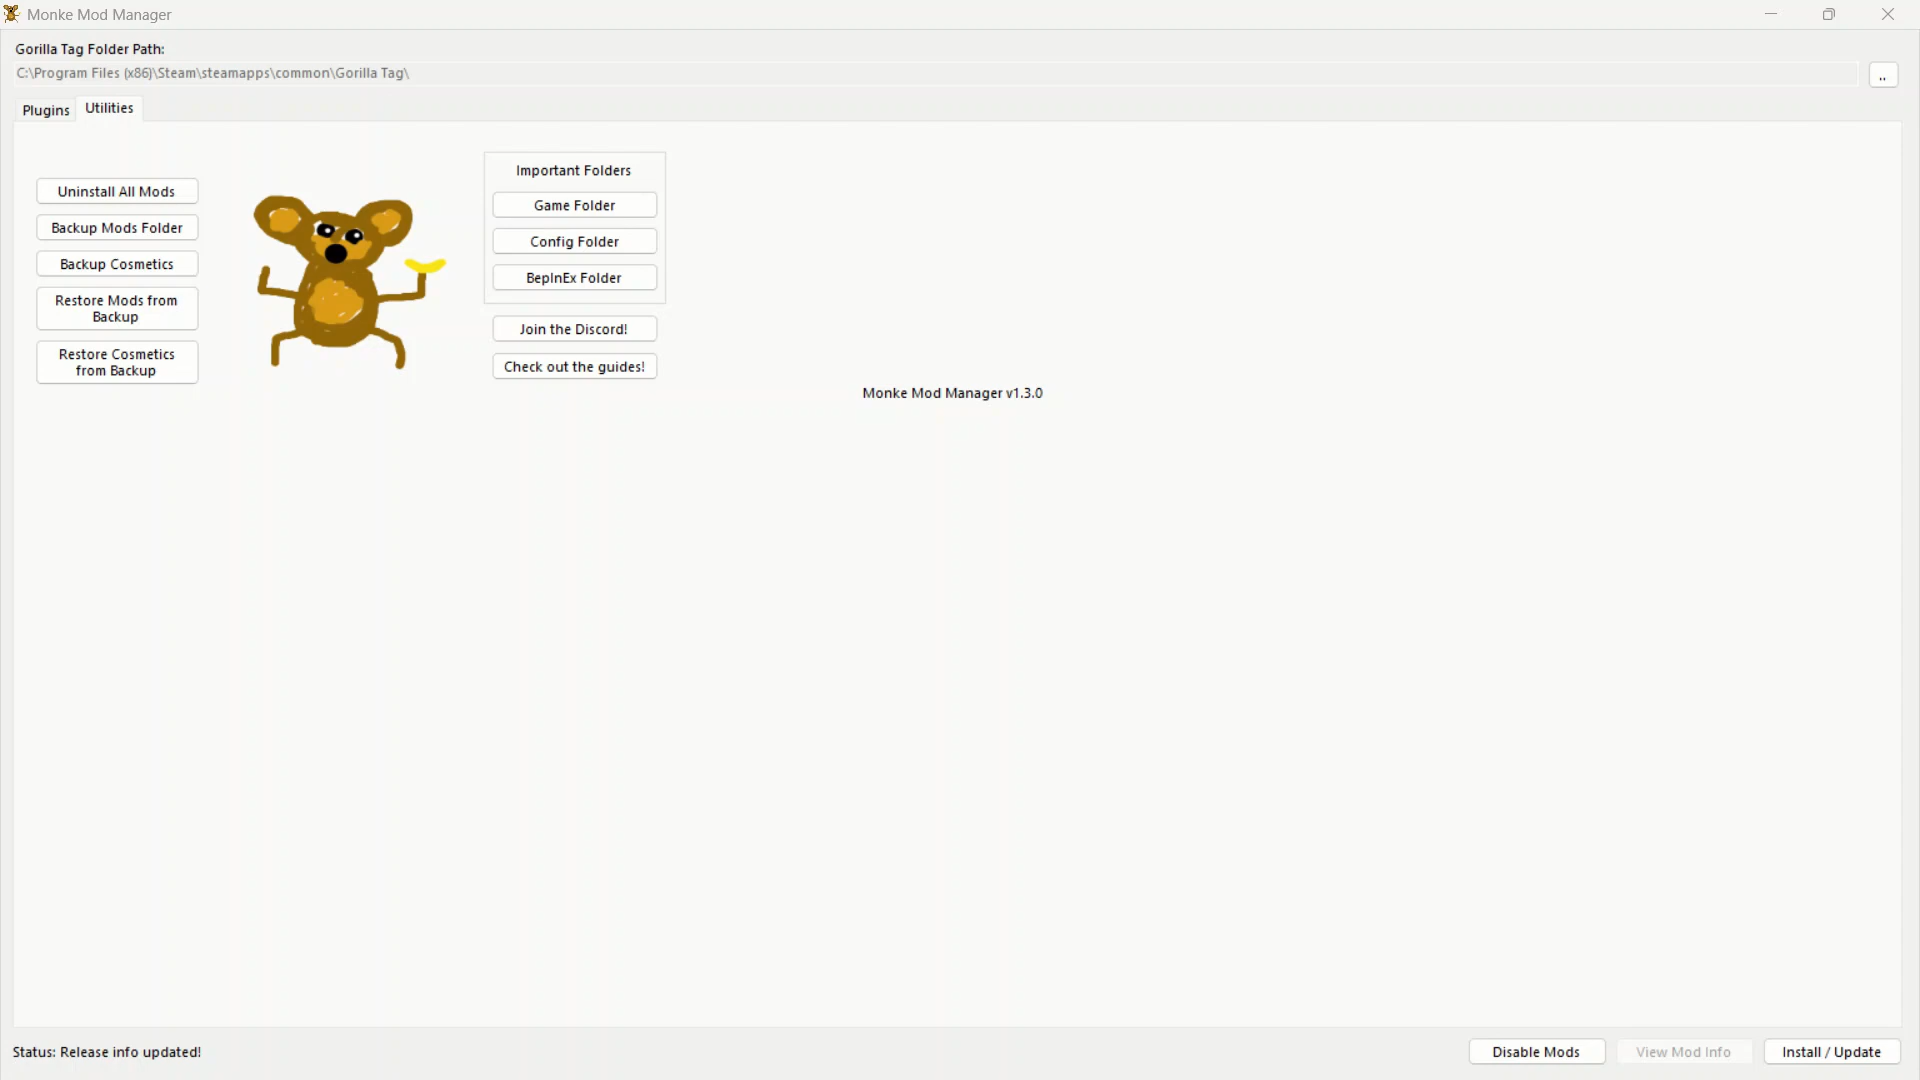 Monke Mod Manager
Gorilla Tag Folder Path:
C:\Program Files (x86)\Steam\steamapps\common\Gorilla Tag\
..
Plugins
Utilities
Uninstall All Mods
Backup Mods Folder
Backup Cosmetics
Restore Mods from
Backup
Restore Cosmetics
from Backup
Important Folders
Game Folder
Config Folder
BepInEx Folder
Join the Discord!
Check out the guides!
Monke Mod Manager v1.3.0
Status: Release info updated!
Disable Mods
View Mod Info
Install / Update